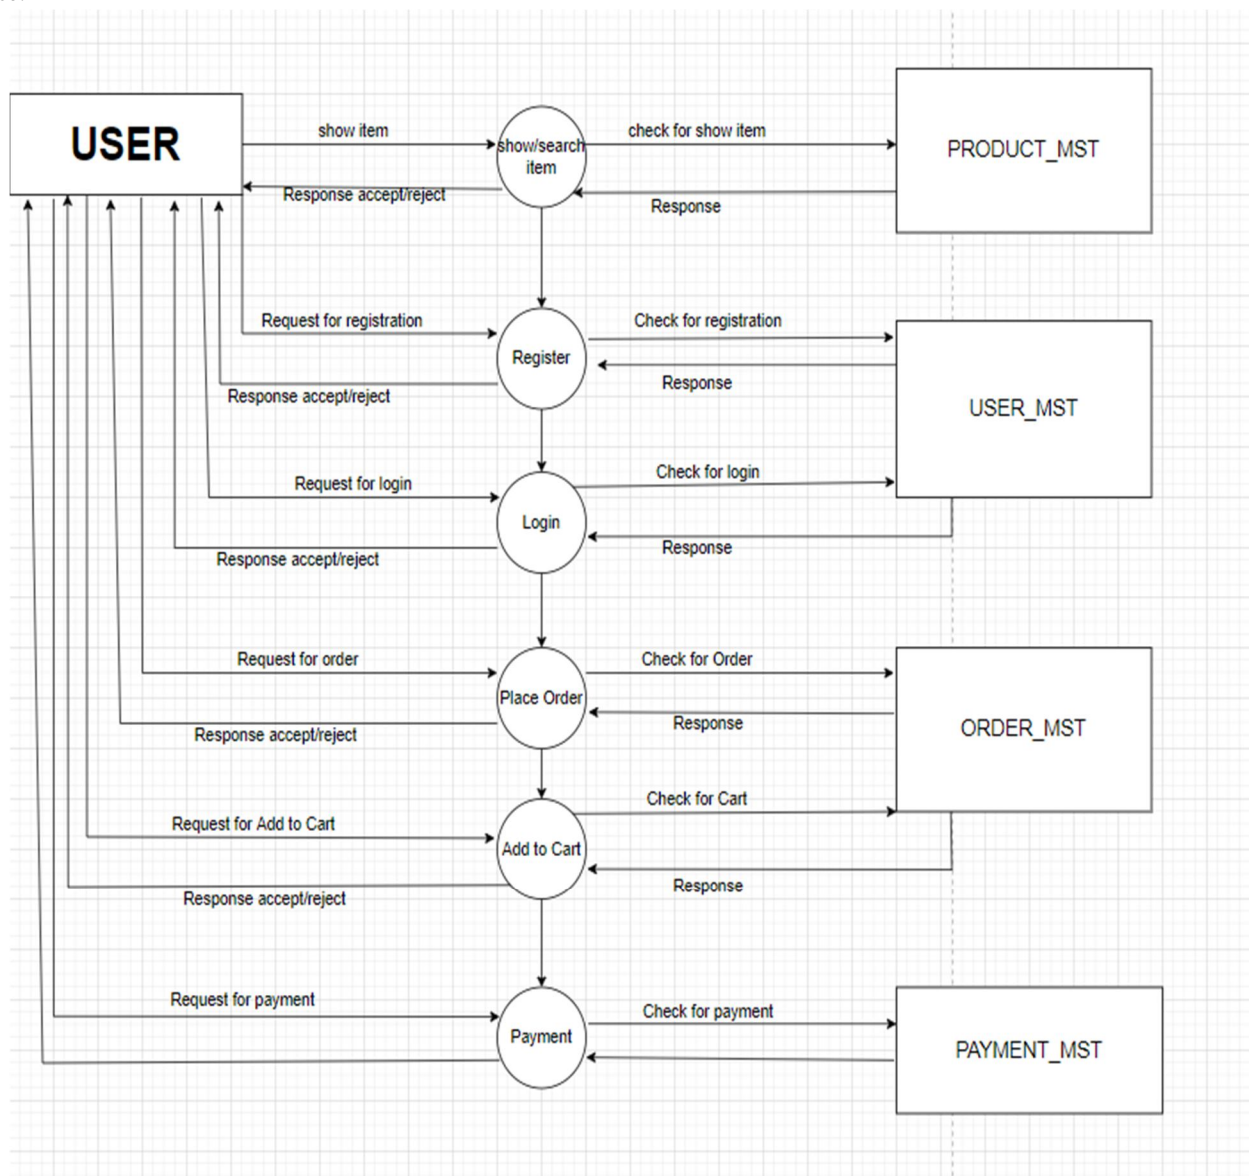 USER
show item
show/search
item
check for show item
PRODUCT_MST
Response accept/reject
Response
Request for registration
Register
Check for registration
Response
USER_MST
Response accept/reject
Request for login
Login
Check for login
Response
Response accept/reject
Request for order
Place Order
Check for Order
Response
ORDER_MST
Response accept/reject
Request for Add to Cart
Add to Cart
Check for Cart
Response
Response accept/reject
Request for payment
Payment
Check for payment
PAYMENT_MST